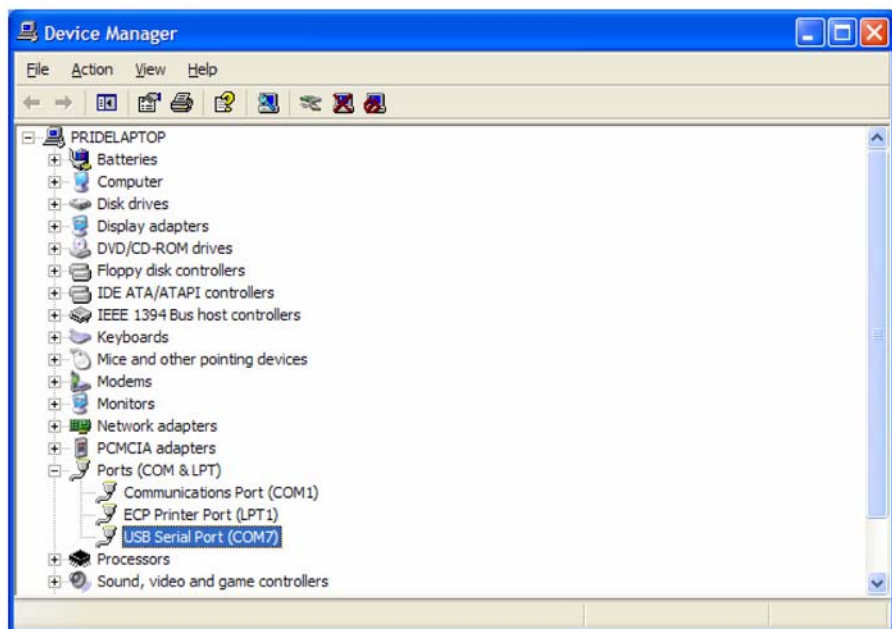 Device Manager
File Action View Help
PRIDELAPTOP
Batteries
Computer
Disk drives
Display adapters
DVD/CD-ROM drives
Floppy disk controllers
IDE ATA/ATAPI controllers
IEEE 1394 Bus host controllers
Keyboards
Mice and other pointing devices
Modems
Monitors
Network adapters
PCMCIA adapters
Ports (COM & LPT)
Communications Port (COM1)
ECP Printer Port (LPT1)
USB Serial Port (COM7)
Processors
Sound, video and game controllers